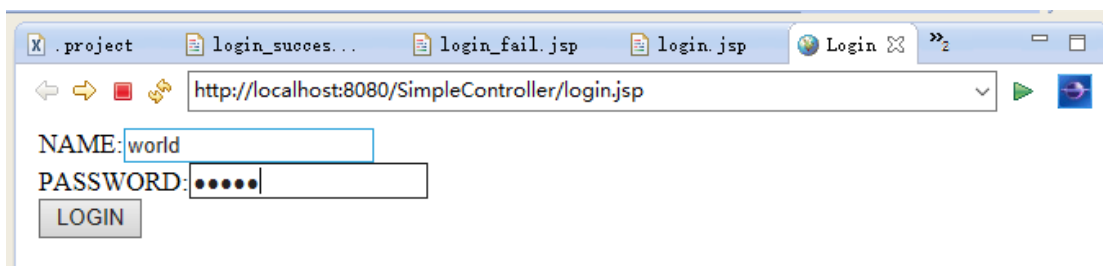 .project login_succes... login_fail.jsp login.jsp Login »2
http://localhost:8080/SimpleController/login.jsp
NAME: world
PASSWORD: •••••
LOGIN